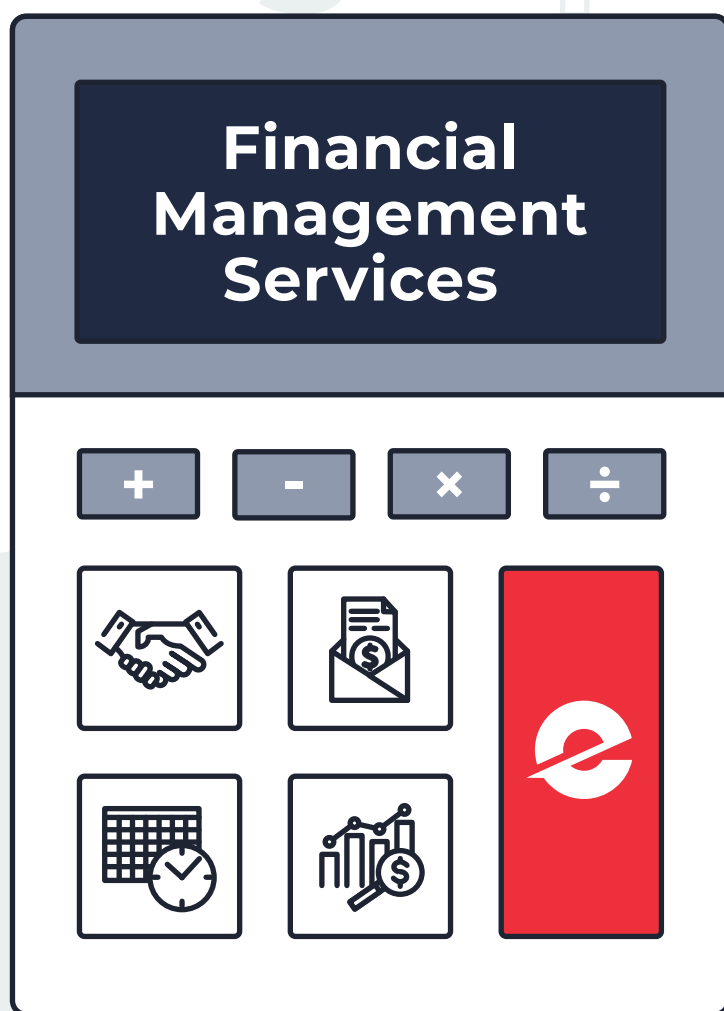 Financial
Management
Services
+ - × ÷
$
$
e